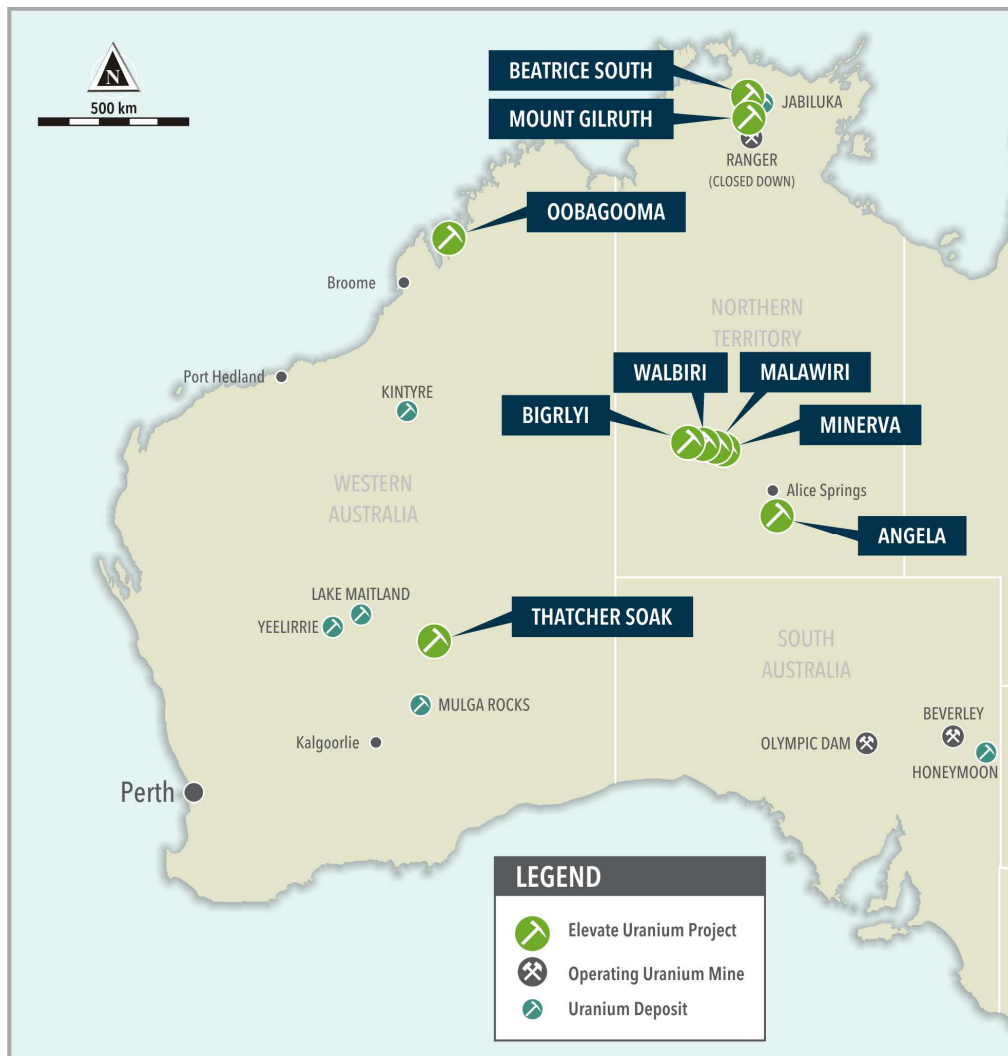 N
500 km
BEATRICE SOUTH
JABILUKA
MOUNT GILRUTH
RANGER
(CLOSED DOWN)
OOBAGOOMA
Broome
NORTHERN
TERRITORY
Port Hedland
WALBIRI
MALAWIRI
KINTYRE
BIGRLYI
MINERVA
WESTERN
AUSTRALIA
Alice Springs
ANGELA
LAKE MAITLAND
YEELIRRIE
THATCHER SOAK
SOUTH
AUSTRALIA
MULGA ROCKS
BEVERLEY
Kalgoorlie
OLYMPIC DAM
HONEYMOON
Perth
LEGEND
Elevate Uranium Project
Operating Uranium Mine
Uranium Deposit